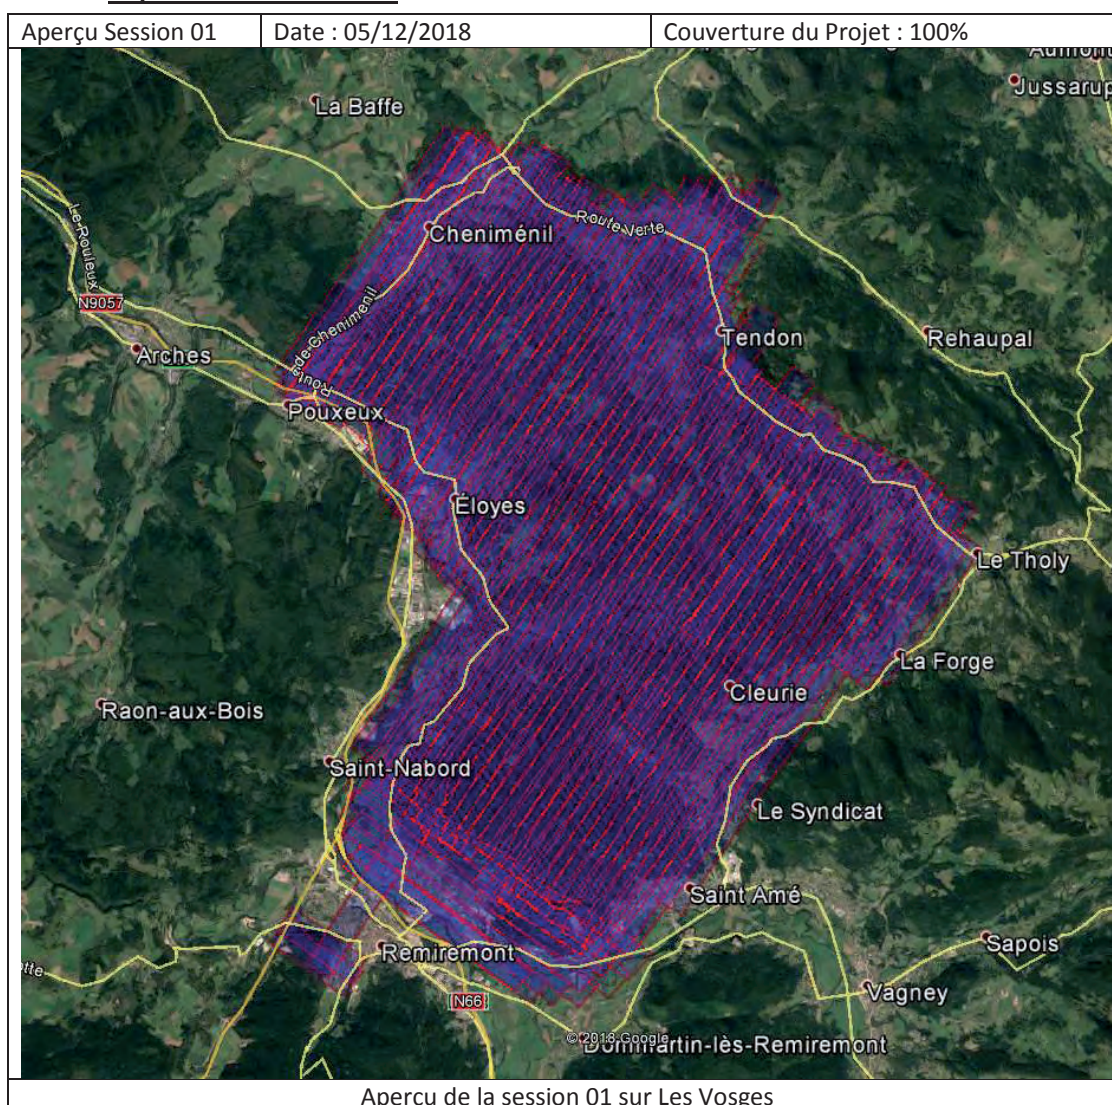 Aperçu Session 01
Date : 05/12/2018
Couverture du Projet : 100%
Jussarup
La Baffe
Le Rouleux
Cheniménil
Route Verte
N9057
Tendon
Rehaupal
Arches
de Cheniménil
Rout
Pouxeux
Éloyes
Le Tholy
La Forge
Cleurie
Raon-aux-Bois
Saint-Nabord
Le Syndicat
Saint Amé
Sapois
Remiremont
Vagney
N66
© 2018 Google
Dommartin-lès-Remiremont
Aperçu de la session 01 sur Les Vosges